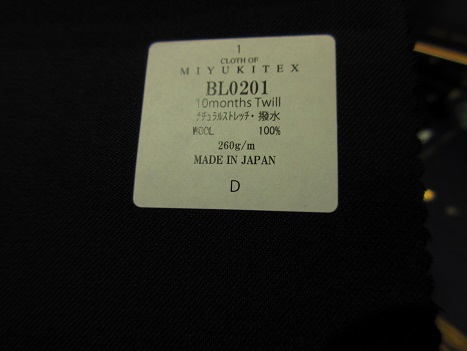 1
CLOTH OF
MIYUKITEX
BL0201
10months Twill
ナチュラルストレッチ・撥水
WOOL 100%
260g/m
MADE IN JAPAN
D